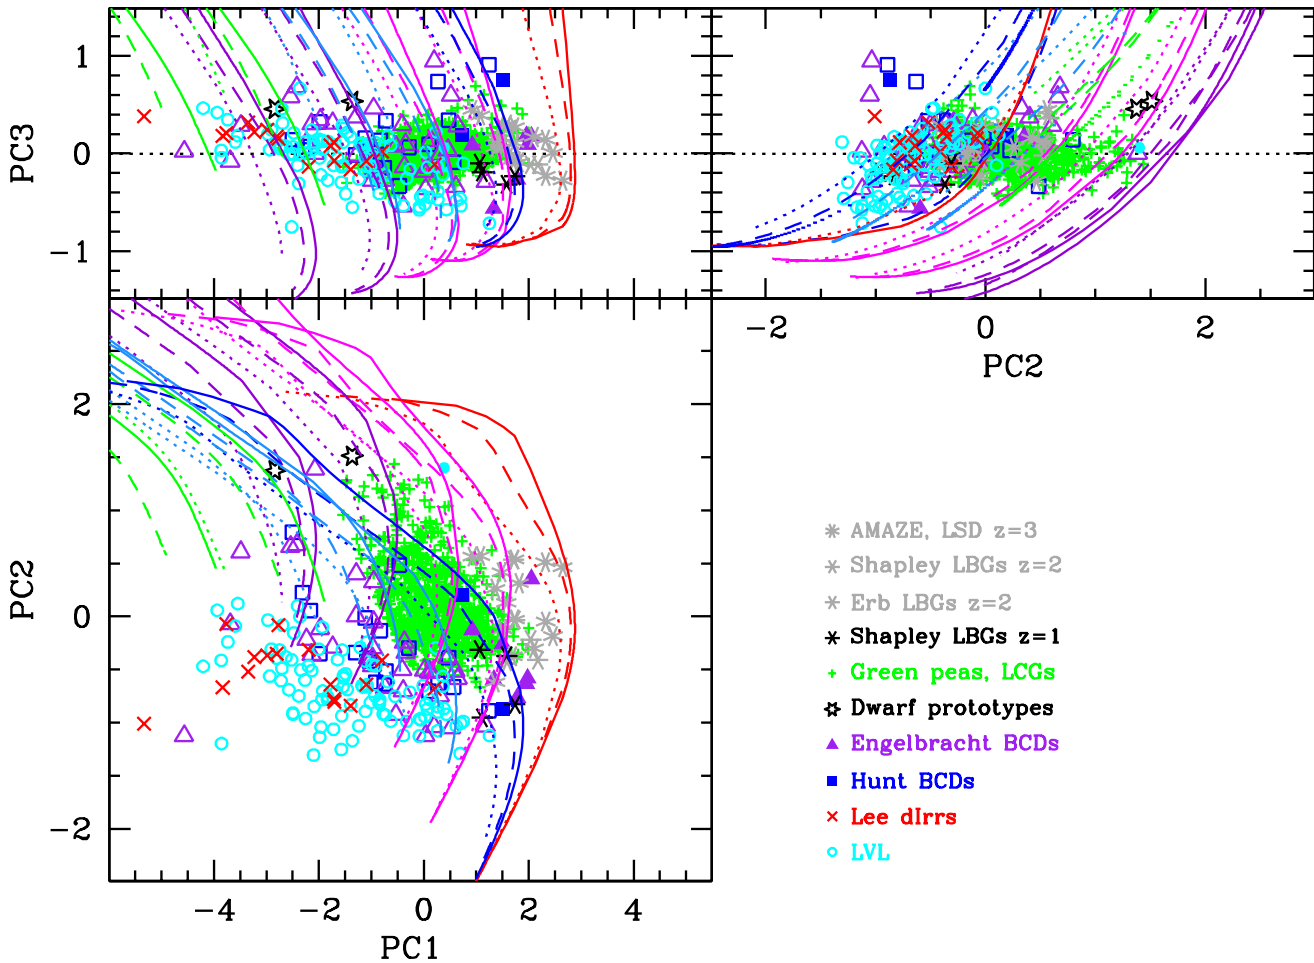 1
0
−1
PC3
−2
0
2
PC2
2
0
−2
PC2
−4
−2
0
2
4
PC1
AMAZE, LSD z=3
Shapley LBGs z=2
Erb LBGs z=2
Shapley LBGs z=1
Green peas, LCGs
Dwarf prototypes
Engelbracht BCDs
Hunt BCDs
Lee dIrrs
LVL